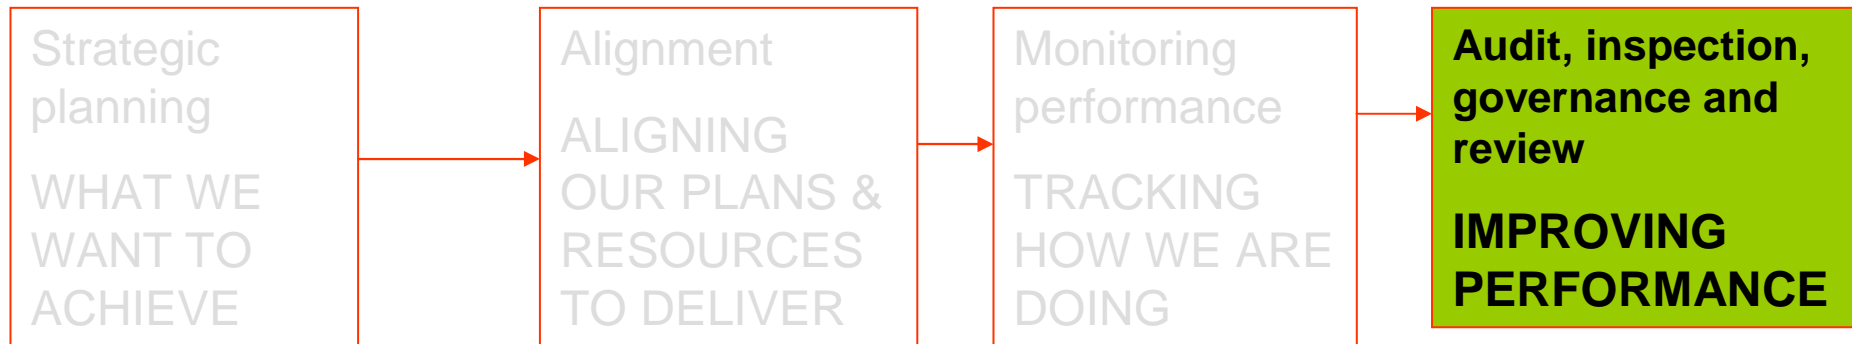 Strategic
planning
WHAT WE
WANT TO
ACHIEVE
Alignment
ALIGNING
OUR PLANS &
RESOURCES
TO DELIVER
Monitoring
performance
TRACKING
HOW WE ARE
DOING
Audit, inspection,
governance and
review
IMPROVING
PERFORMANCE